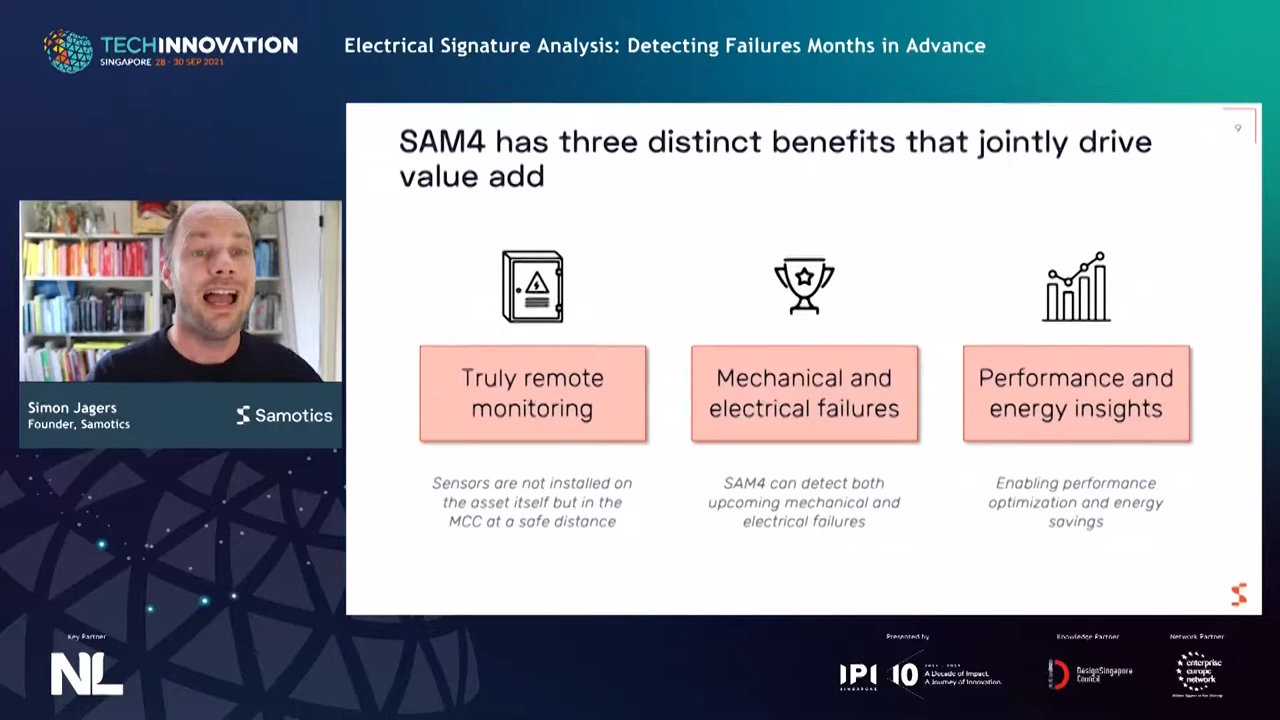 TECHINNOVATION
SINGAPORE 28 - 30 SEP 2021
Electrical Signature Analysis: Detecting Failures Months in Advance
9
SAM4 has three distinct benefits that jointly drive
value add
Truly remote
monitoring
Mechanical and
electrical failures
Performance and
energy insights
Sensors are not installed on
the asset itself but in the
MCC at a safe distance
SAM4 can detect both
upcoming mechanical and
electrical failures
Enabling performance
optimization and energy
savings
Simon Jagers
Founder, Samotics
Samotics
Key Partner
NL
Presented by
IPI
SINGAPORE
10
A Decade of Impact.
A Journey of Innovation.
Knowledge Partner
DesignSingapore
Council
Network Partner
enterprise
europe
network